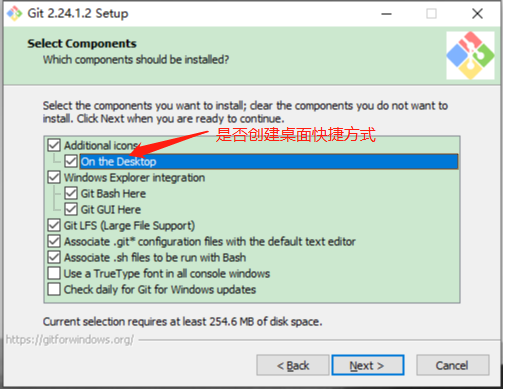 Git 2.24.1.2 Setup
Select Components
Which components should be installed?
Select the components you want to install; clear the components you do not want to
install. Click Next when you are ready to continue.
是否创建桌面快捷方式
Additional icons
On the Desktop
Windows Explorer integration
Git Bash Here
Git GUI Here
Git LFS (Large File Support)
Associate .git* configuration files with the default text editor
Associate .sh files to be run with Bash
Use a TrueType font in all console windows
Check daily for Git for Windows updates
Current selection requires at least 254.6 MB of disk space.
https://gitforwindows.org/
< Back
Next >
Cancel